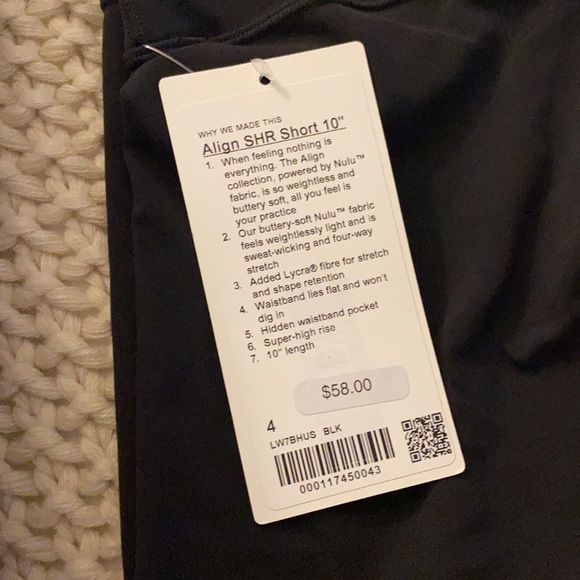 WHY WE MADE THIS
Align SHR Short 10"
1. When feeling nothing is
everything. The Align
collection, powered by Nulu™
fabric, is so weightless and
buttery soft, all you feel is
your practice
2. Our buttery-soft Nulu™ fabric
feels weightlessly light and is
sweat-wicking and four-way
stretch
3. Added Lycra® fibre for stretch
and shape retention
4. Waistband lies flat and won't
dig in
5. Hidden waistband pocket
6. Super-high rise
7. 10" length
$58.00
4
LW7BHUS BLK
000117450043